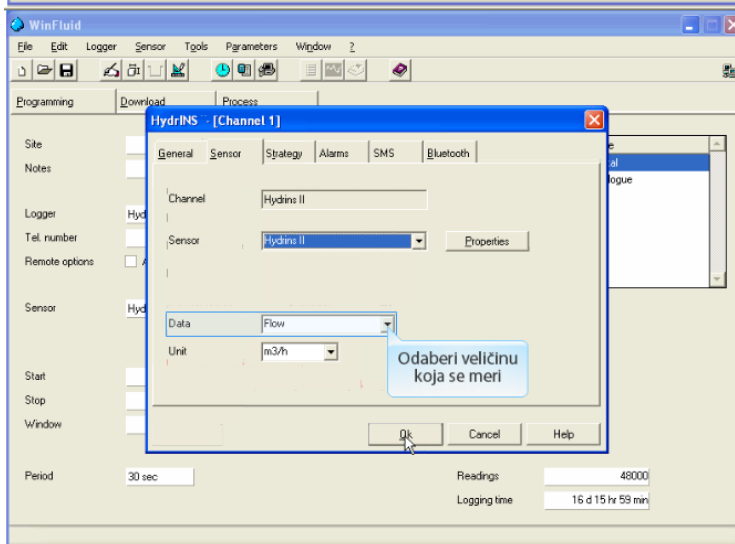 WinFluid
File Edit Logger Sensor Tools Parameters Window ?
Programming Download Process
HydrINS - [Channel 1]
General Sensor Strategy Alarms SMS Bluetooth
Site
Notes
Channel Hydrins II
Logger Hyd
Sensor Hydrins II Properties
Tel. number
Remote options
Sensor Hyd
Data Flow
Unit m3/h
Odaberi veličinu
koja se meri
Start
Stop
Window
Ok Cancel Help
Period 30 sec Readings 48000
Logging time 16 d 15 hr 59 min